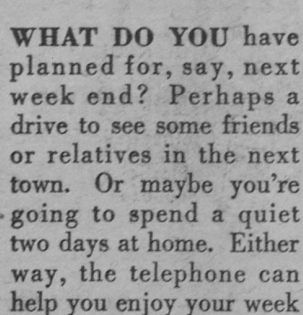 WHAT DO YOU have
planned for, say, next
week end? Perhaps a
drive to see some friends
or relatives in the next
town. Or maybe you're
going to spend a quiet
two days at home. Either
way, the telephone can
help you enjoy your week